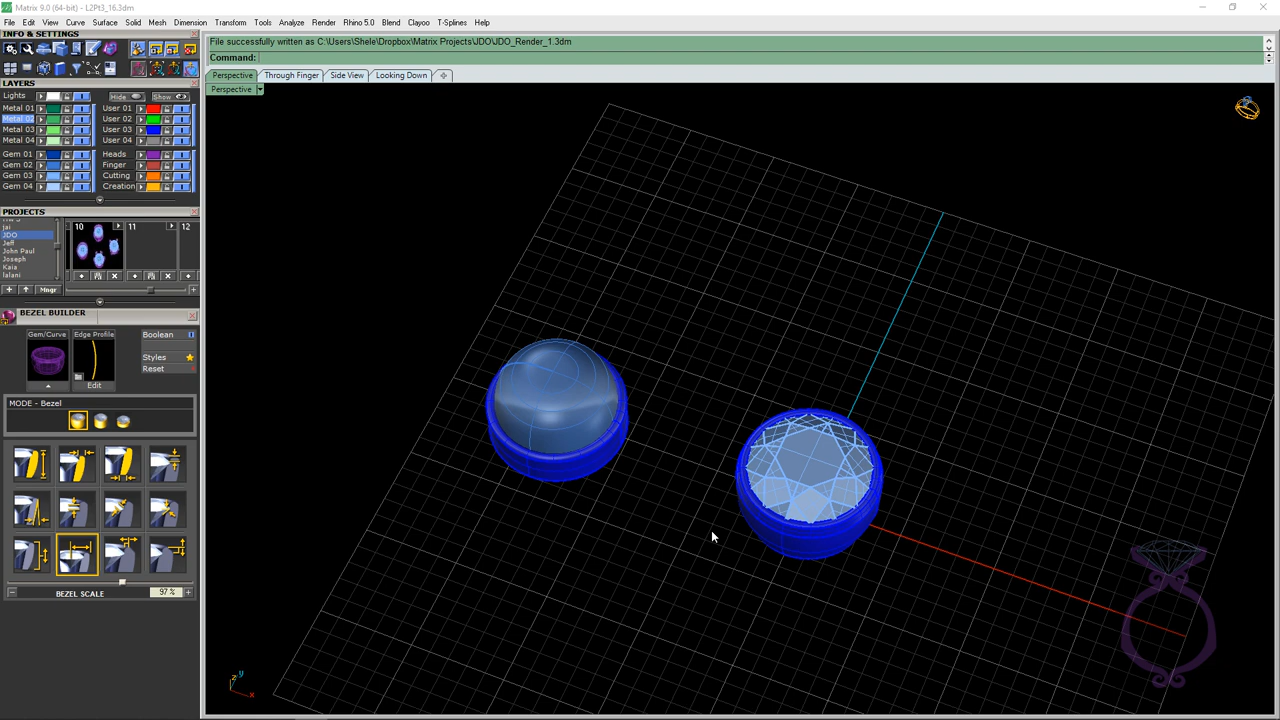 Matrix 9.0 (64-bit) - L2Pt3_16.3dm
File Edit View Curve Surface Solid Mesh Dimension Transform Tools Analyze Render Rhino 5.0 Blend Clayoo T-Splines Help
INFO & SETTINGS
File successfully written as C:\Users\Shele\Dropbox\Matrix Projects\JDO\JDO_Render_1.3dm
Command:
Perspective Through Finger Side View Looking Down
Perspective
LAYERS
Lights Hide Show
Metal 01 User 01
Metal 02 User 02
Metal 03 User 03
Metal 04 User 04
Gem 01 Heads
Gem 02 Finger
Gem 03 Cutting
Gem 04 Creation
PROJECTS
jai
JDO
Jeff
John Paul
Joseph
Kaia
lalani
10 11 12
Mngr
BEZEL BUILDER
Gem/Curve Edge Profile Boolean
Styles
Reset
Edit
MODE - Bezel
BEZEL SCALE 97 %
z y
x